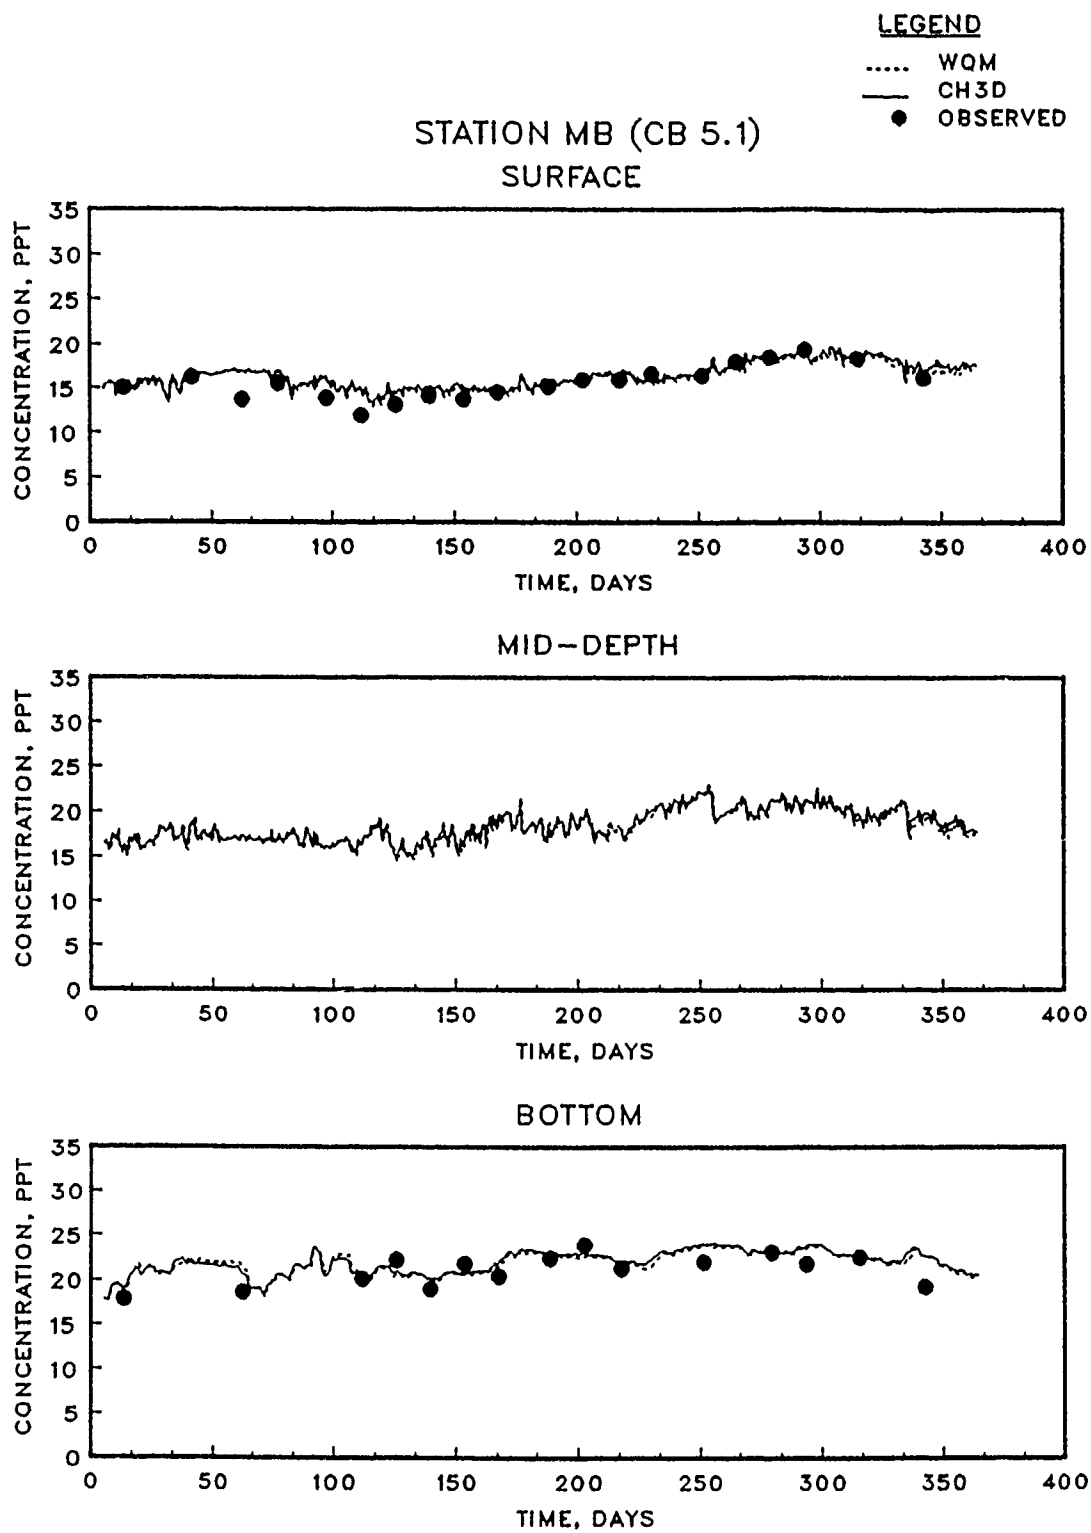 LEGEND
WQM
CH3D
OBSERVED
STATION MB (CB 5.1)
SURFACE
CONCENTRATION, PPT
35
30
25
20
15
10
5
0
0 50 100 150 200 250 300 350 400
TIME, DAYS
MID-DEPTH
CONCENTRATION, PPT
35
30
25
20
15
10
5
0
0 50 100 150 200 250 300 350 400
TIME, DAYS
BOTTOM
CONCENTRATION, PPT
35
30
25
20
15
10
5
0
0 50 100 150 200 250 300 350 400
TIME, DAYS